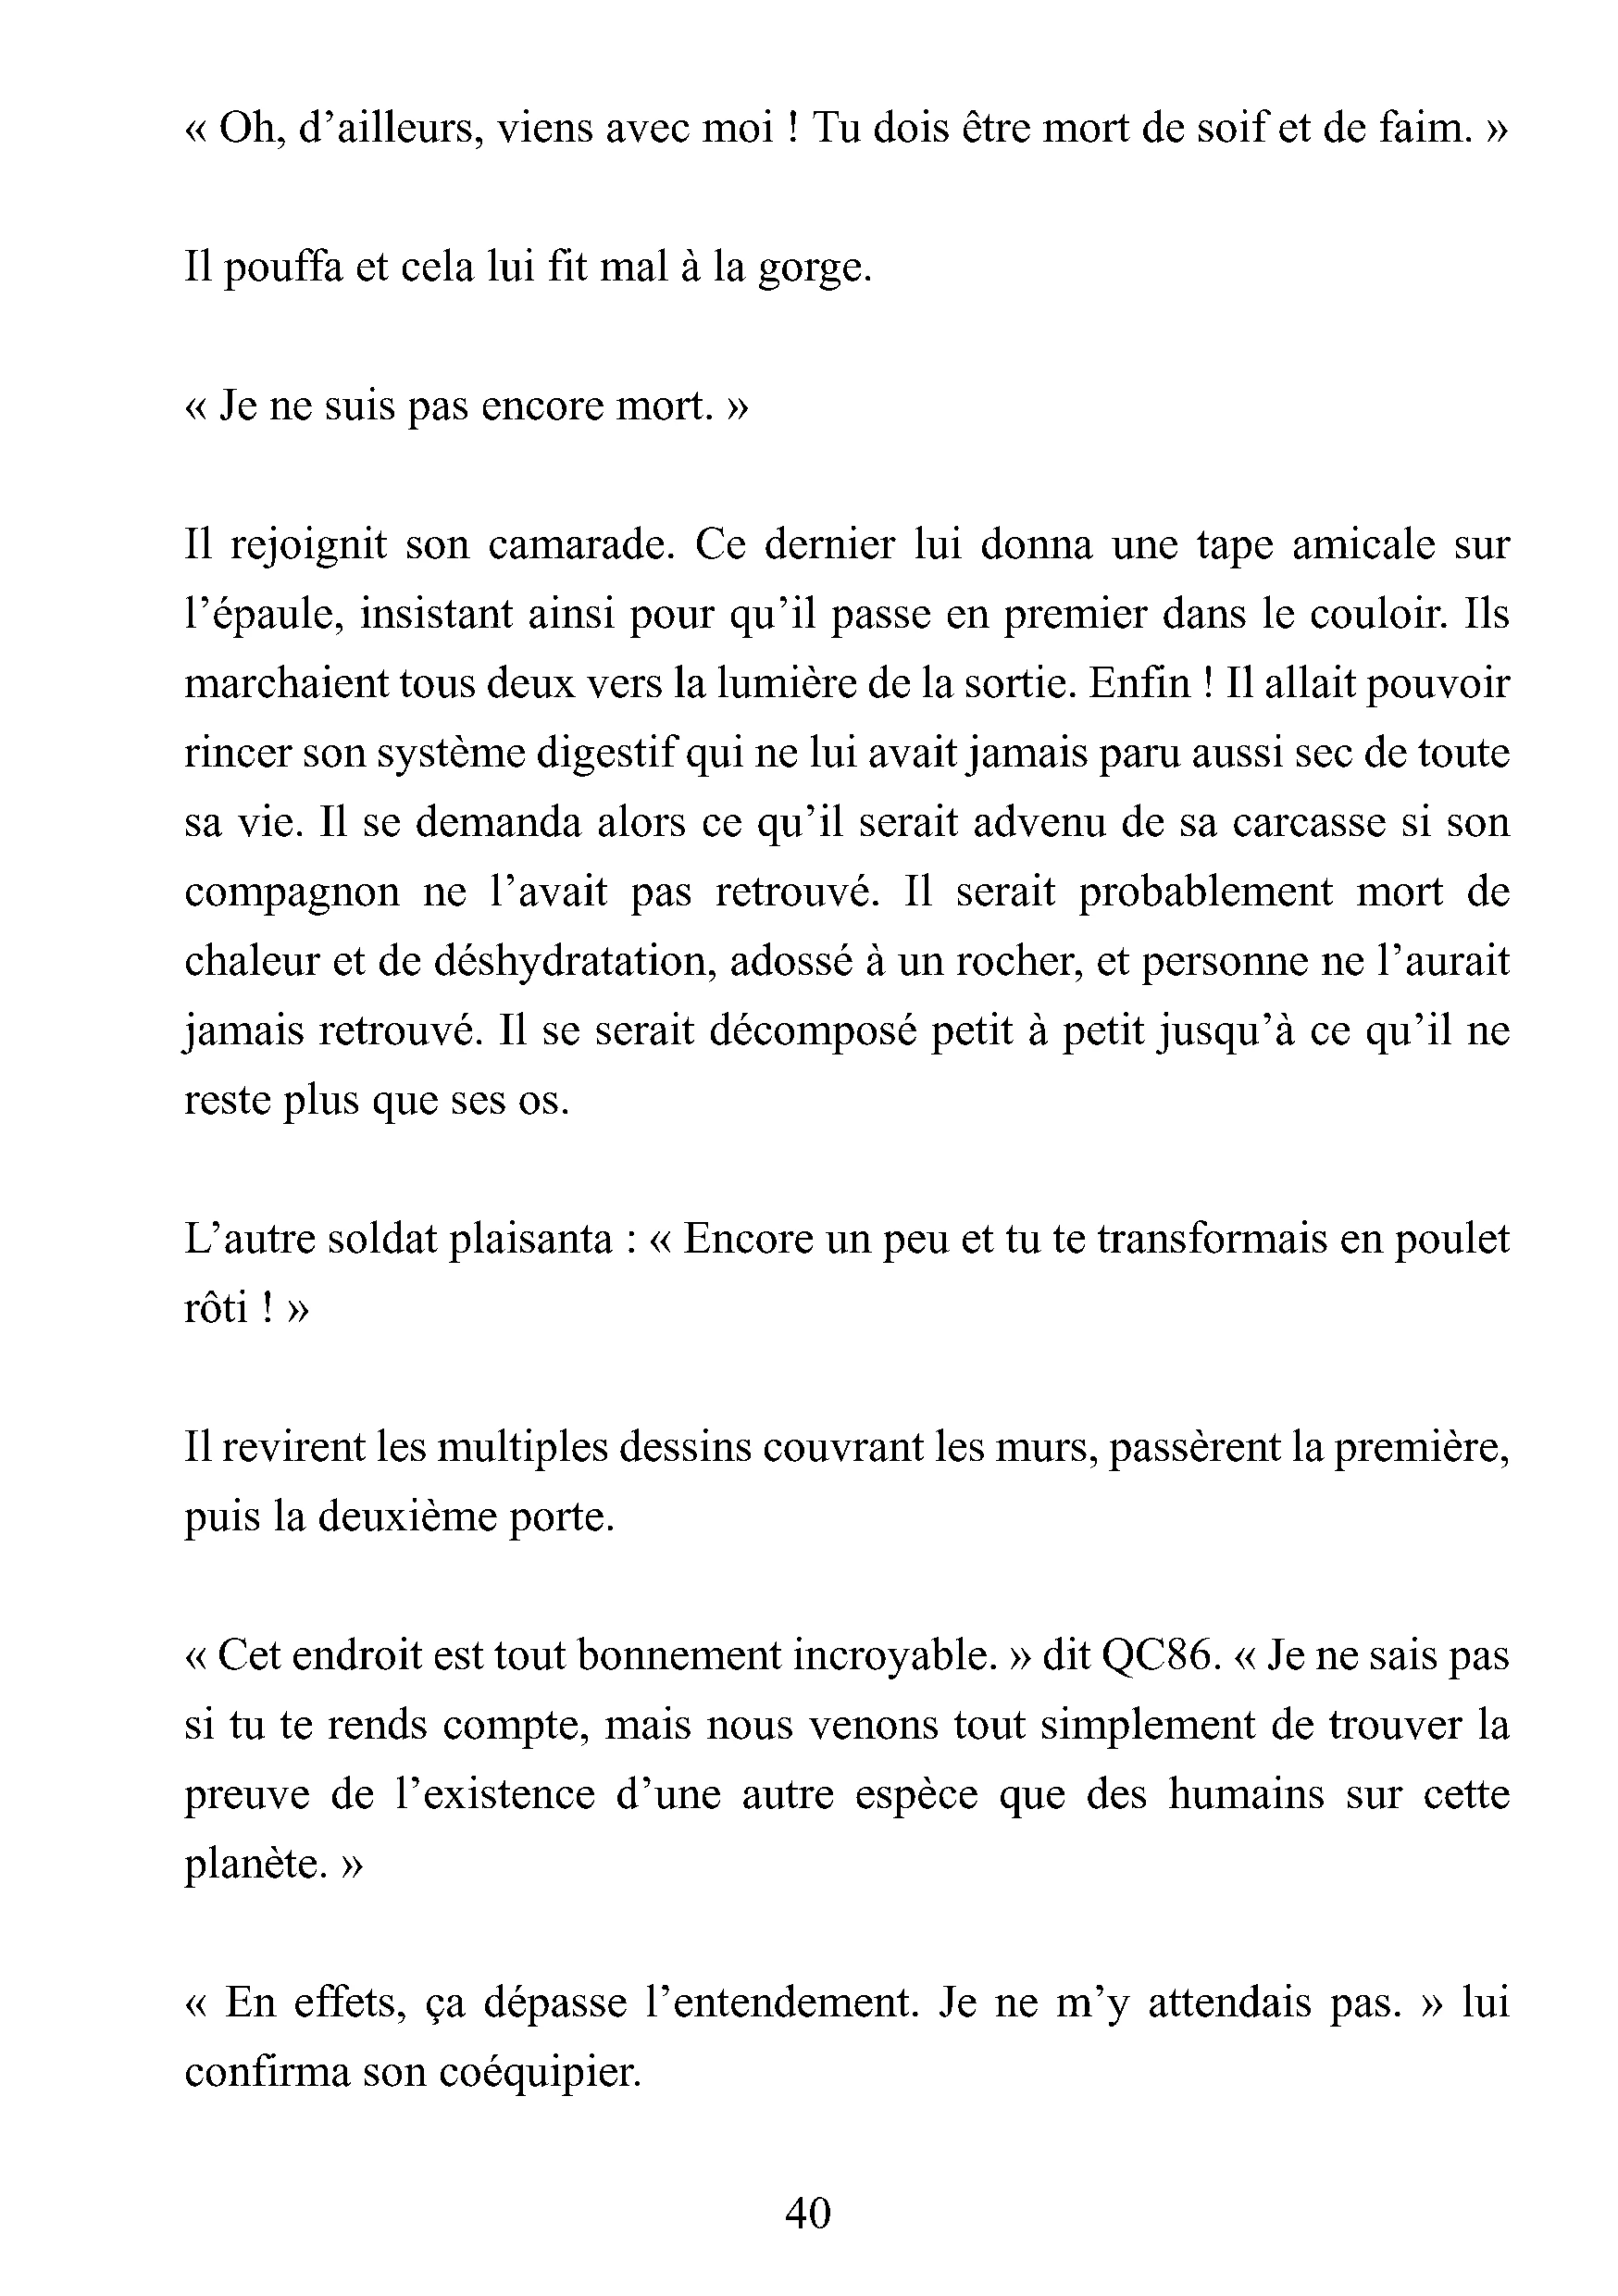 « Oh, d’ailleurs, viens avec moi ! Tu dois être mort de soif et de faim. »
Il pouffa et cela lui fit mal à la gorge.
« Je ne suis pas encore mort. »
Il rejoignit son camarade. Ce dernier lui donna une tape amicale sur
l’épaule, insistant ainsi pour qu’il passe en premier dans le couloir. Ils
marchaient tous deux vers la lumière de la sortie. Enfin ! Il allait pouvoir
rincer son système digestif qui ne lui avait jamais paru aussi sec de toute
sa vie. Il se demanda alors ce qu’il serait advenu de sa carcasse si son
compagnon ne l’avait pas retrouvé. Il serait probablement mort de
chaleur et de déshydratation, adossé à un rocher, et personne ne l’aurait
jamais retrouvé. Il se serait décomposé petit à petit jusqu’à ce qu’il ne
reste plus que ses os.
L’autre soldat plaisanta : « Encore un peu et tu te transformais en poulet
rôti ! »
Il revirent les multiples dessins couvrant les murs, passèrent la première,
puis la deuxième porte.
« Cet endroit est tout bonnement incroyable. » dit QC86. « Je ne sais pas
si tu te rends compte, mais nous venons tout simplement de trouver la
preuve de l’existence d’une autre espèce que des humains sur cette
planète. »
« En effets, ça dépasse l’entendement. Je ne m’y attendais pas. » lui
confirma son coéquipier.
40